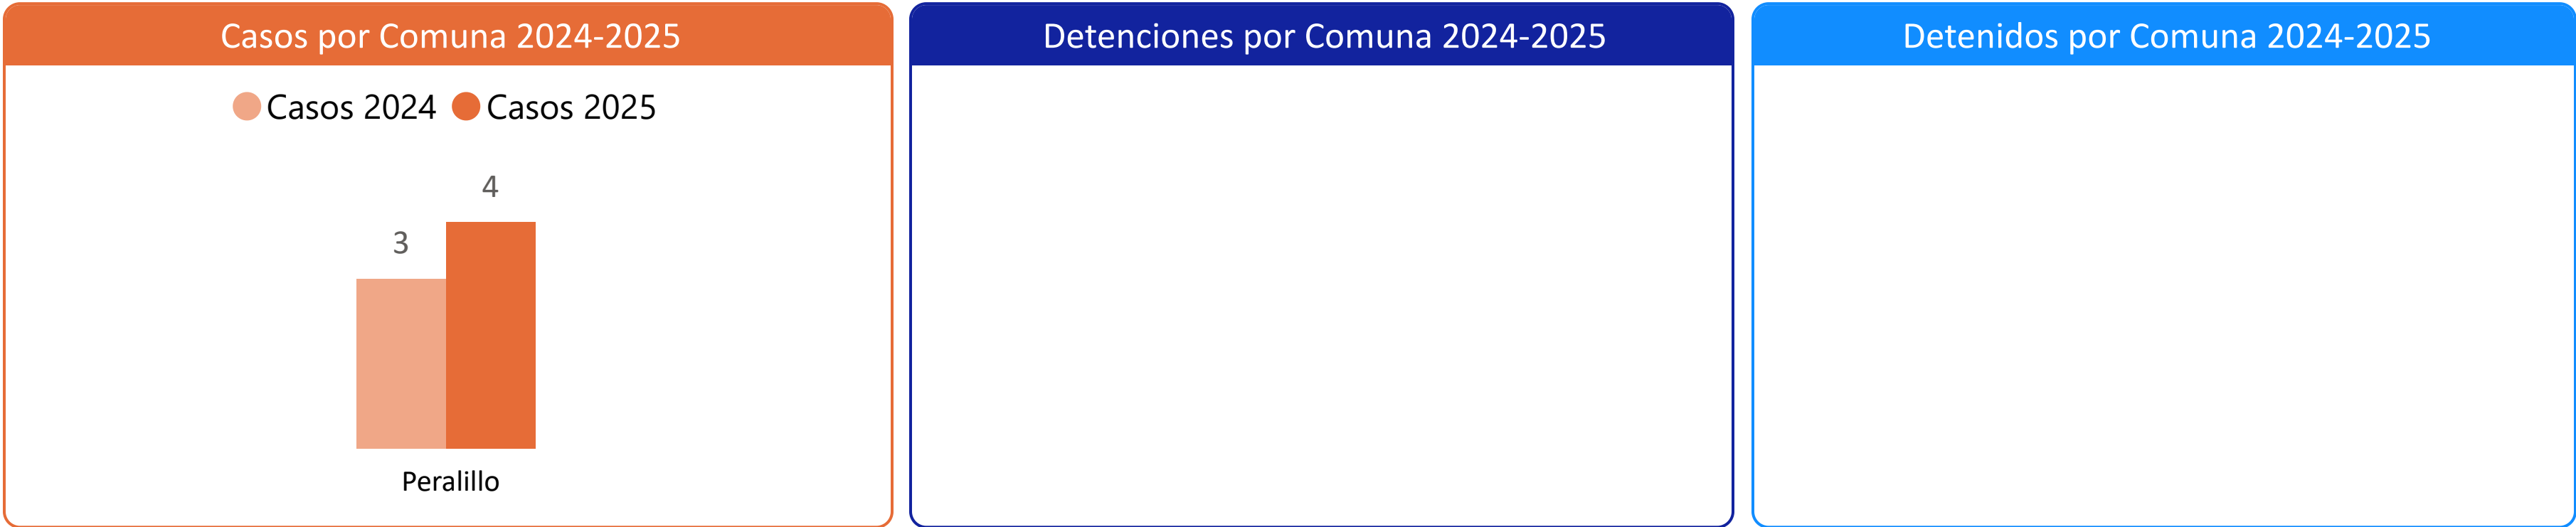 Casos por Comuna 2024-2025
Casos 2024 Casos 2025
4
3
Peralillo
Detenciones por Comuna 2024-2025
Detenidos por Comuna 2024-2025